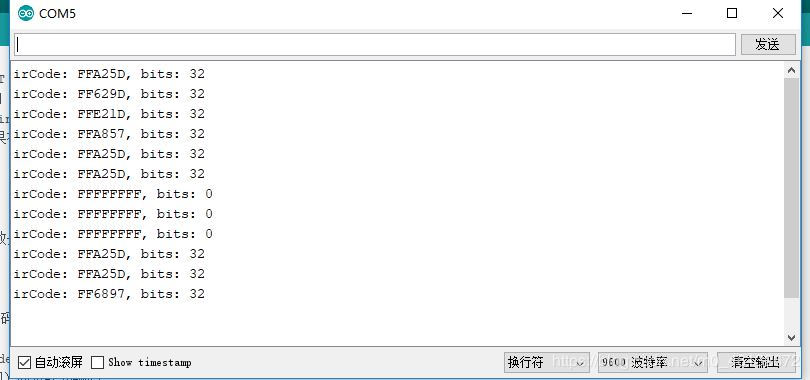 COM5
发送
irCode: FFA25D, bits: 32
irCode: FF629D, bits: 32
irCode: FFE21D, bits: 32
irCode: FFA857, bits: 32
irCode: FFA25D, bits: 32
irCode: FFA25D, bits: 32
irCode: FFFFFFFF, bits: 0
irCode: FFFFFFFF, bits: 0
irCode: FFFFFFFF, bits: 0
irCode: FFA25D, bits: 32
irCode: FFA25D, bits: 32
irCode: FF6897, bits: 32
自动滚屏 Show timestamp 换行符 9600 波特率 清空输出